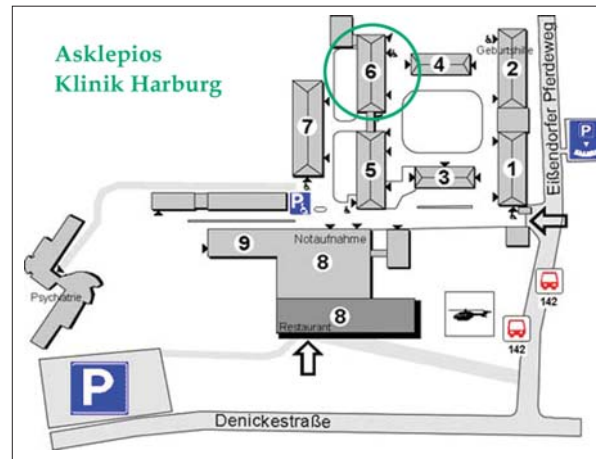 Asklepios
Klinik Harburg
6
4
Geburtshilfe
2
7
5
3
1
Eißendorfer Pferdeweg
P
P
9
Notaufnahme
8
8
Restaurant
Psychiatrie
142
142
P
Denickestraße